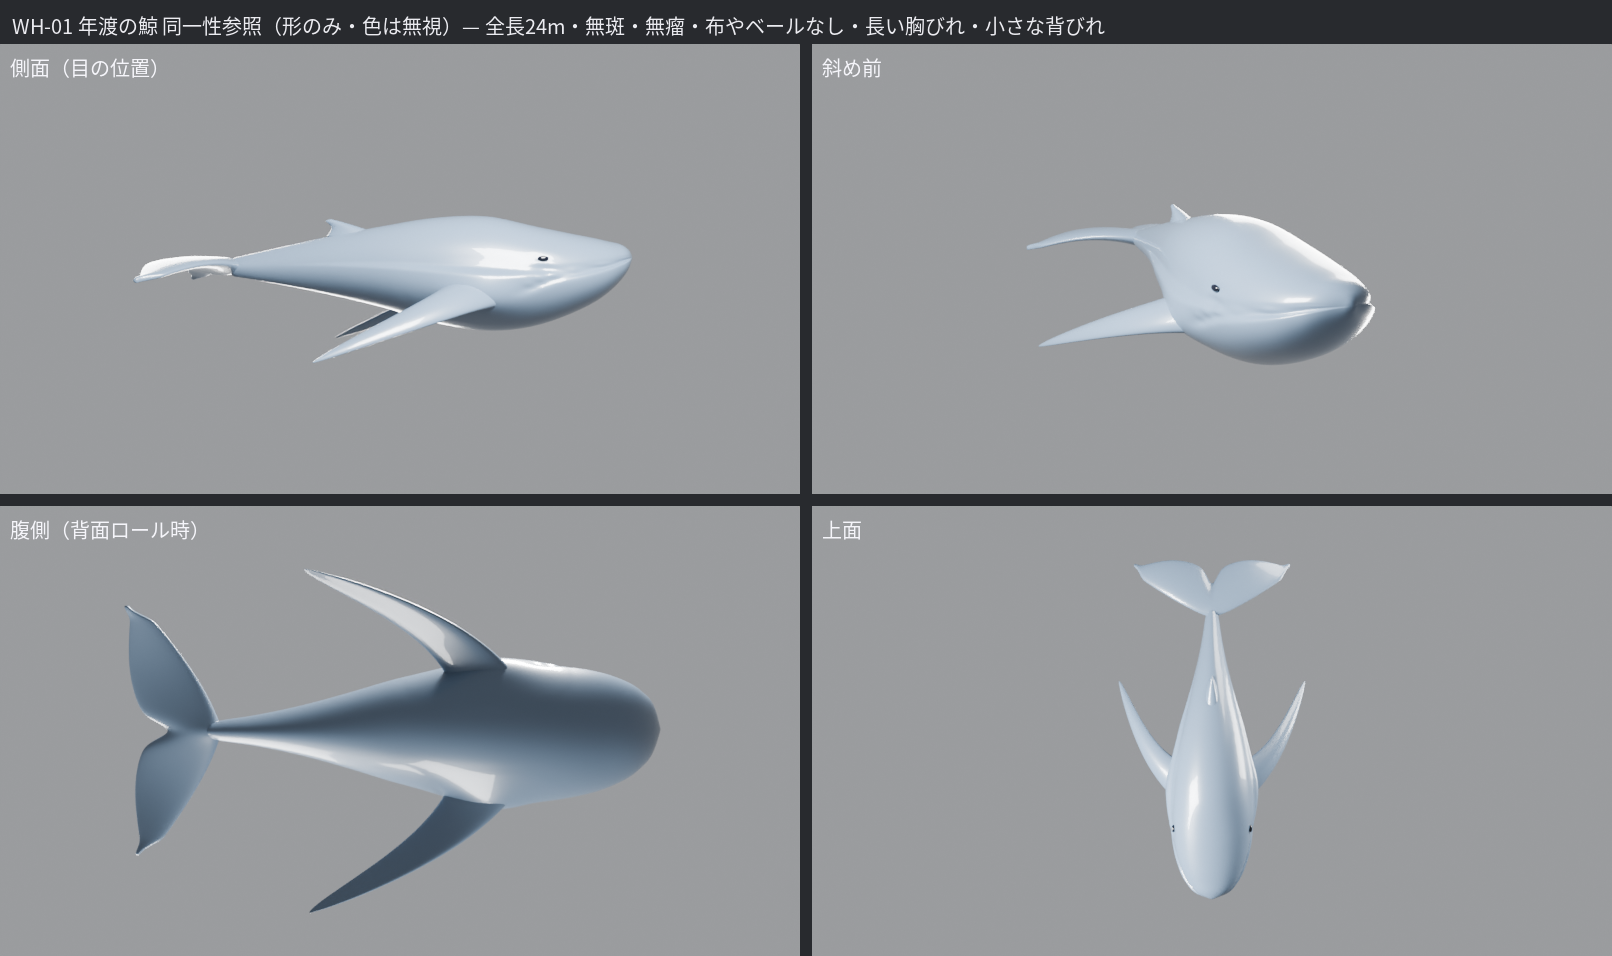 WH-01 年渡の鯨 同一性参照（形のみ・色は無視）— 全長24m・無斑・無瘤・布やベールなし・長い胸びれ・小さな背びれ
側面（目の位置）
斜め前
腹側（背面ロール時）
上面